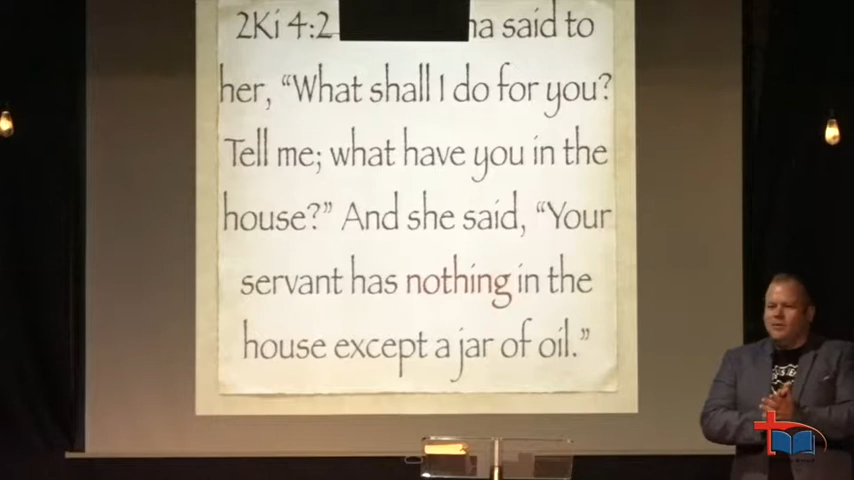 2Ki 4:2 said to
her, “What shall I do for you?
Tell me; what have you in the
house?” And she said, “Your
servant has nothing in the
house except a jar of oil.”